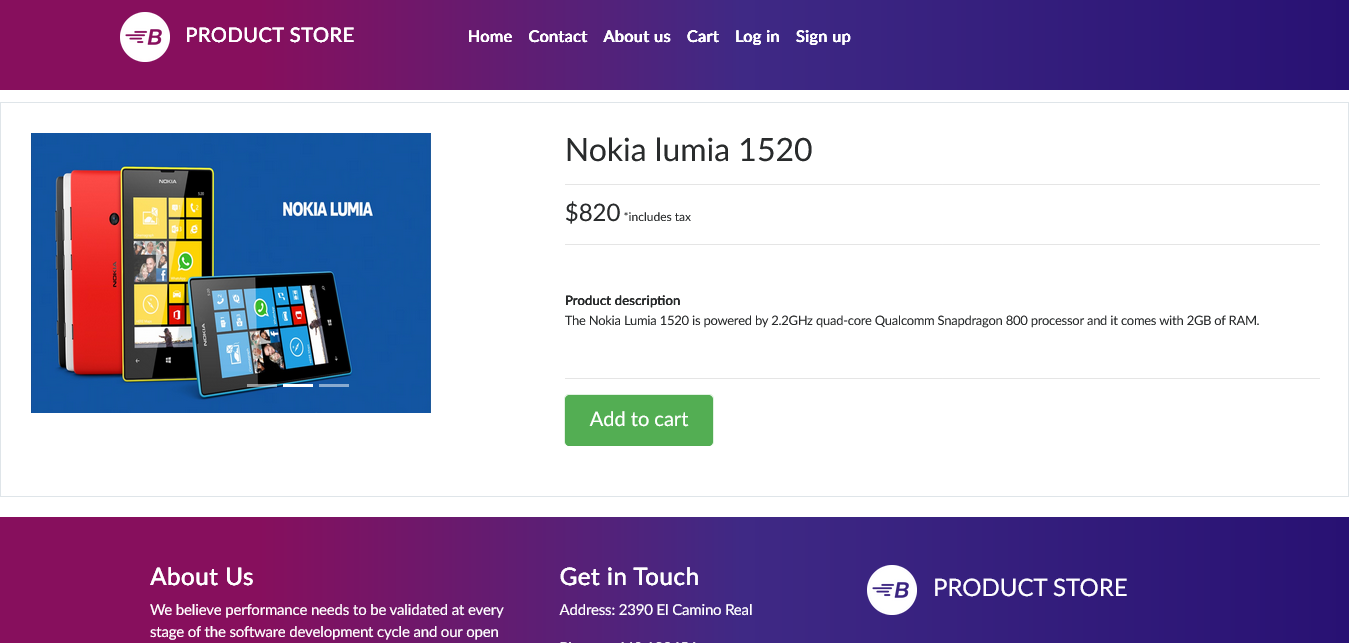 B PRODUCT STORE
Home Contact About us Cart Log in Sign up
NOKIA
NOKIA LUMIA
NOKIA
NOKIA
Nokia lumia 1520
$820 *includes tax
Product description
The Nokia Lumia 1520 is powered by 2.2GHz quad-core Qualcomm Snapdragon 800 processor and it comes with 2GB of RAM.
Add to cart
About Us
We believe performance needs to be validated at every
stage of the software development cycle and our open
Get in Touch
Address: 2390 El Camino Real
B PRODUCT STORE